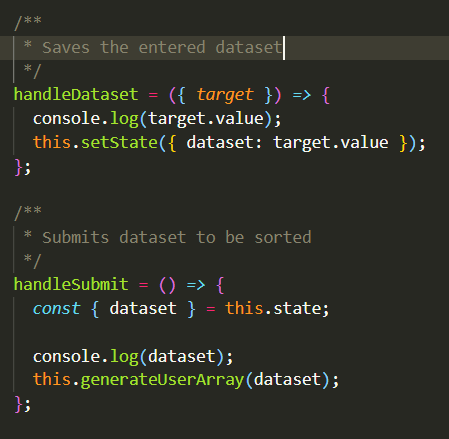 /**
 * Saves the entered dataset
 */
handleDataset = ({ target }) => {
  console.log(target.value);
  this.setState({ dataset: target.value });
};

/**
 * Submits dataset to be sorted
 */
handleSubmit = () => {
  const { dataset } = this.state;

  console.log(dataset);
  this.generateUserArray(dataset);
};